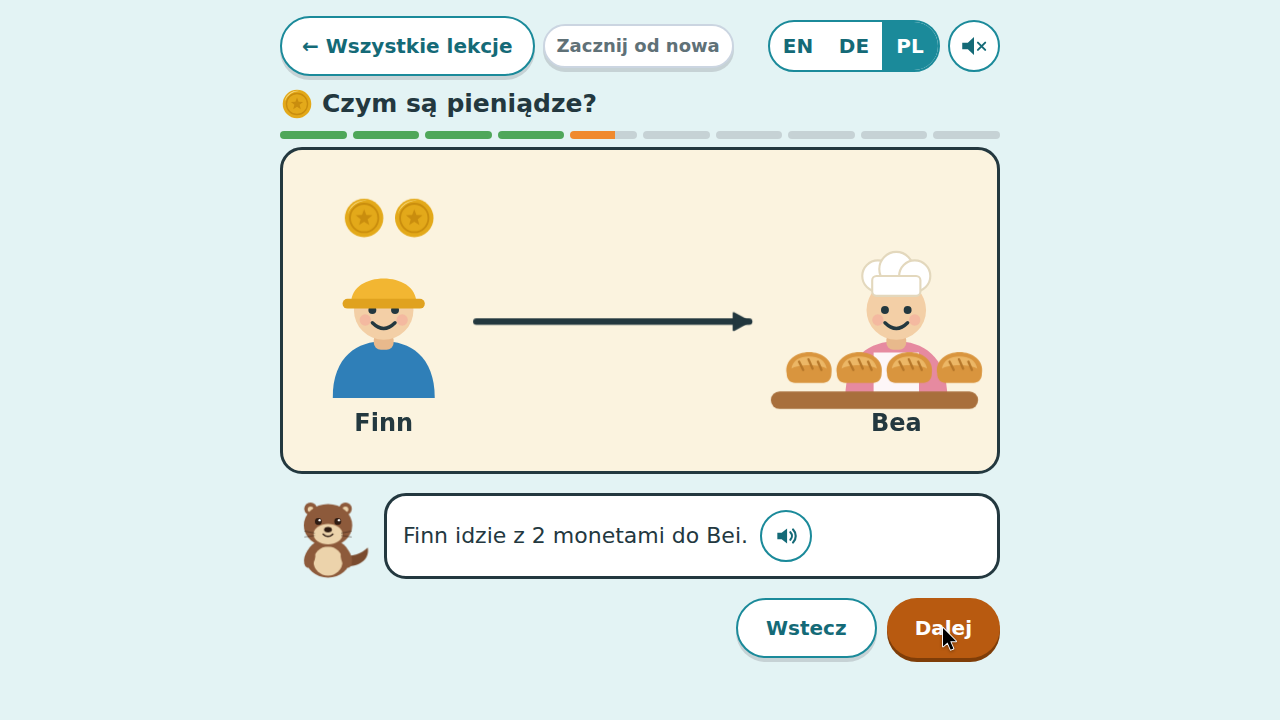 ← Wszystkie lekcje
Zacznij od nowa
EN DE PL
Czym są pieniądze?
Finn
Bea
Finn idzie z 2 monetami do Bei.
Wstecz
Dalej